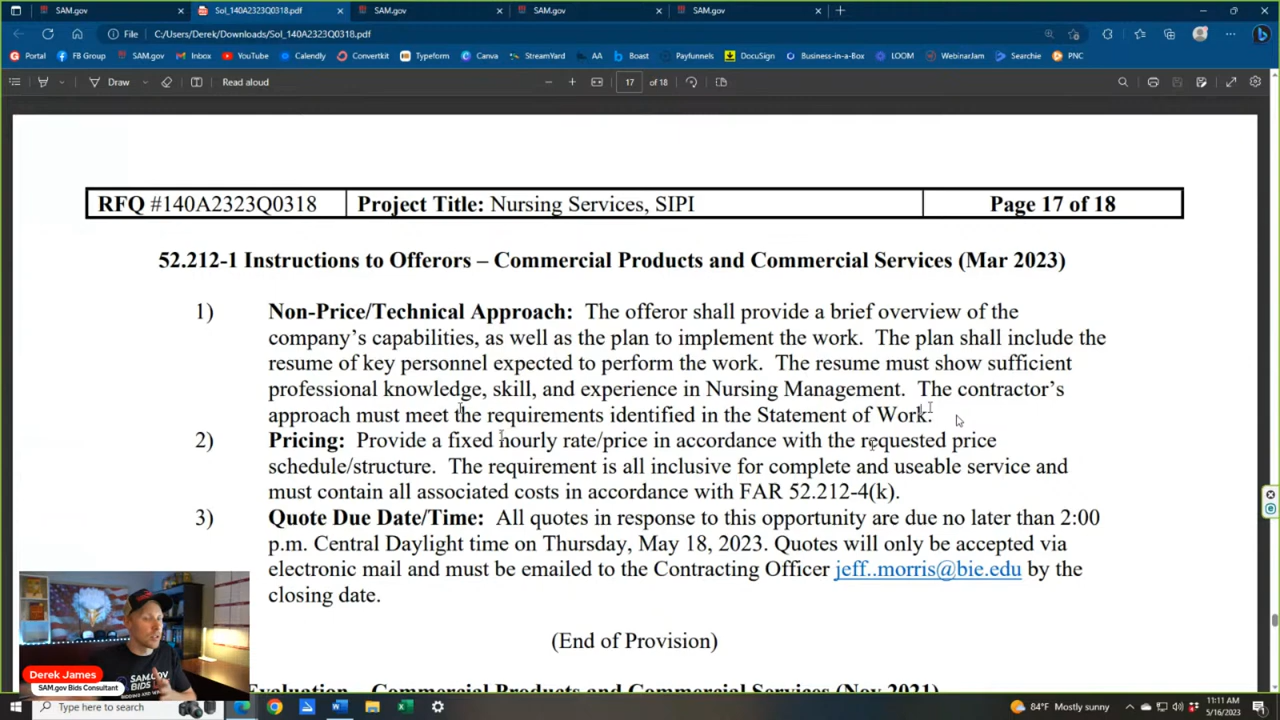 SAM.gov
Sol_140A2323Q0318.pdf
SAM.gov
SAM.gov
SAM.gov
File
C:/Users/Derek/Downloads/Sol_140A2323Q0318.pdf
Portal
FB Group
SAM.gov
Inbox
YouTube
Calendly
Convertkit
Typeform
Canva
StreamYard
AA
Boast
Payfunnels
DocuSign
Business-in-a-Box
LOOM
WebinarJam
Searchie
PNC
Draw
Read aloud
17 of 18
RFQ #140A2323Q0318
Project Title: Nursing Services, SIPI
Page 17 of 18
52.212-1 Instructions to Offerors – Commercial Products and Commercial Services (Mar 2023)
1) Non-Price/Technical Approach: The offeror shall provide a brief overview of the
company’s capabilities, as well as the plan to implement the work. The plan shall include the
resume of key personnel expected to perform the work. The resume must show sufficient
professional knowledge, skill, and experience in Nursing Management. The contractor’s
approach must meet the requirements identified in the Statement of Work.
2) Pricing: Provide a fixed hourly rate/price in accordance with the requested price
schedule/structure. The requirement is all inclusive for complete and useable service and
must contain all associated costs in accordance with FAR 52.212-4(k).
3) Quote Due Date/Time: All quotes in response to this opportunity are due no later than 2:00
p.m. Central Daylight time on Thursday, May 18, 2023. Quotes will only be accepted via
electronic mail and must be emailed to the Contracting Officer jeff..morris@bie.edu by the
closing date.
(End of Provision)
Evaluation – Commercial Products and Commercial Services (Nov 2021)
SAM.GOV
BIDS
Derek James
SAM.gov Bids Consultant
Type here to search
84°F Mostly sunny
11:11 AM
5/16/2023